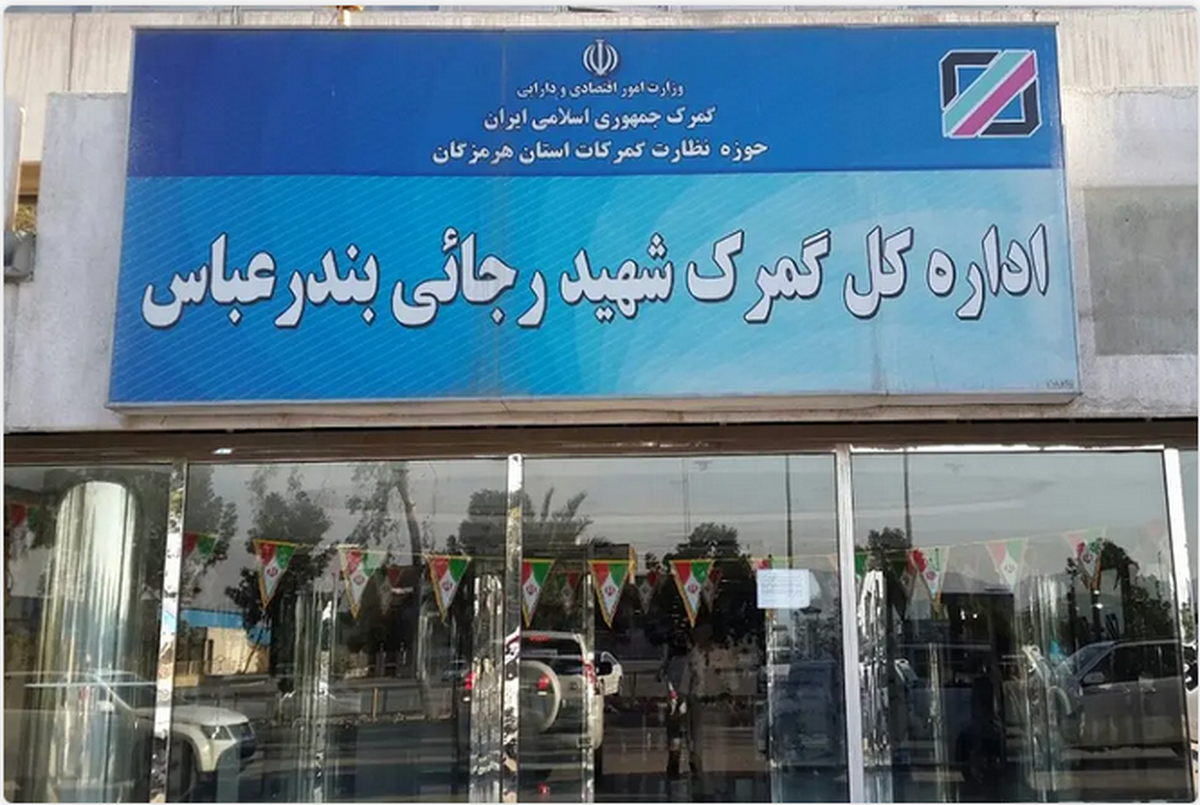 وزارت امور اقتصادی و دارایی
گمرک جمهوری اسلامی ایران
حوزه نظارت گمرکات استان هرمزگان
اداره کل گمرک شهید رجائی بندرعباس